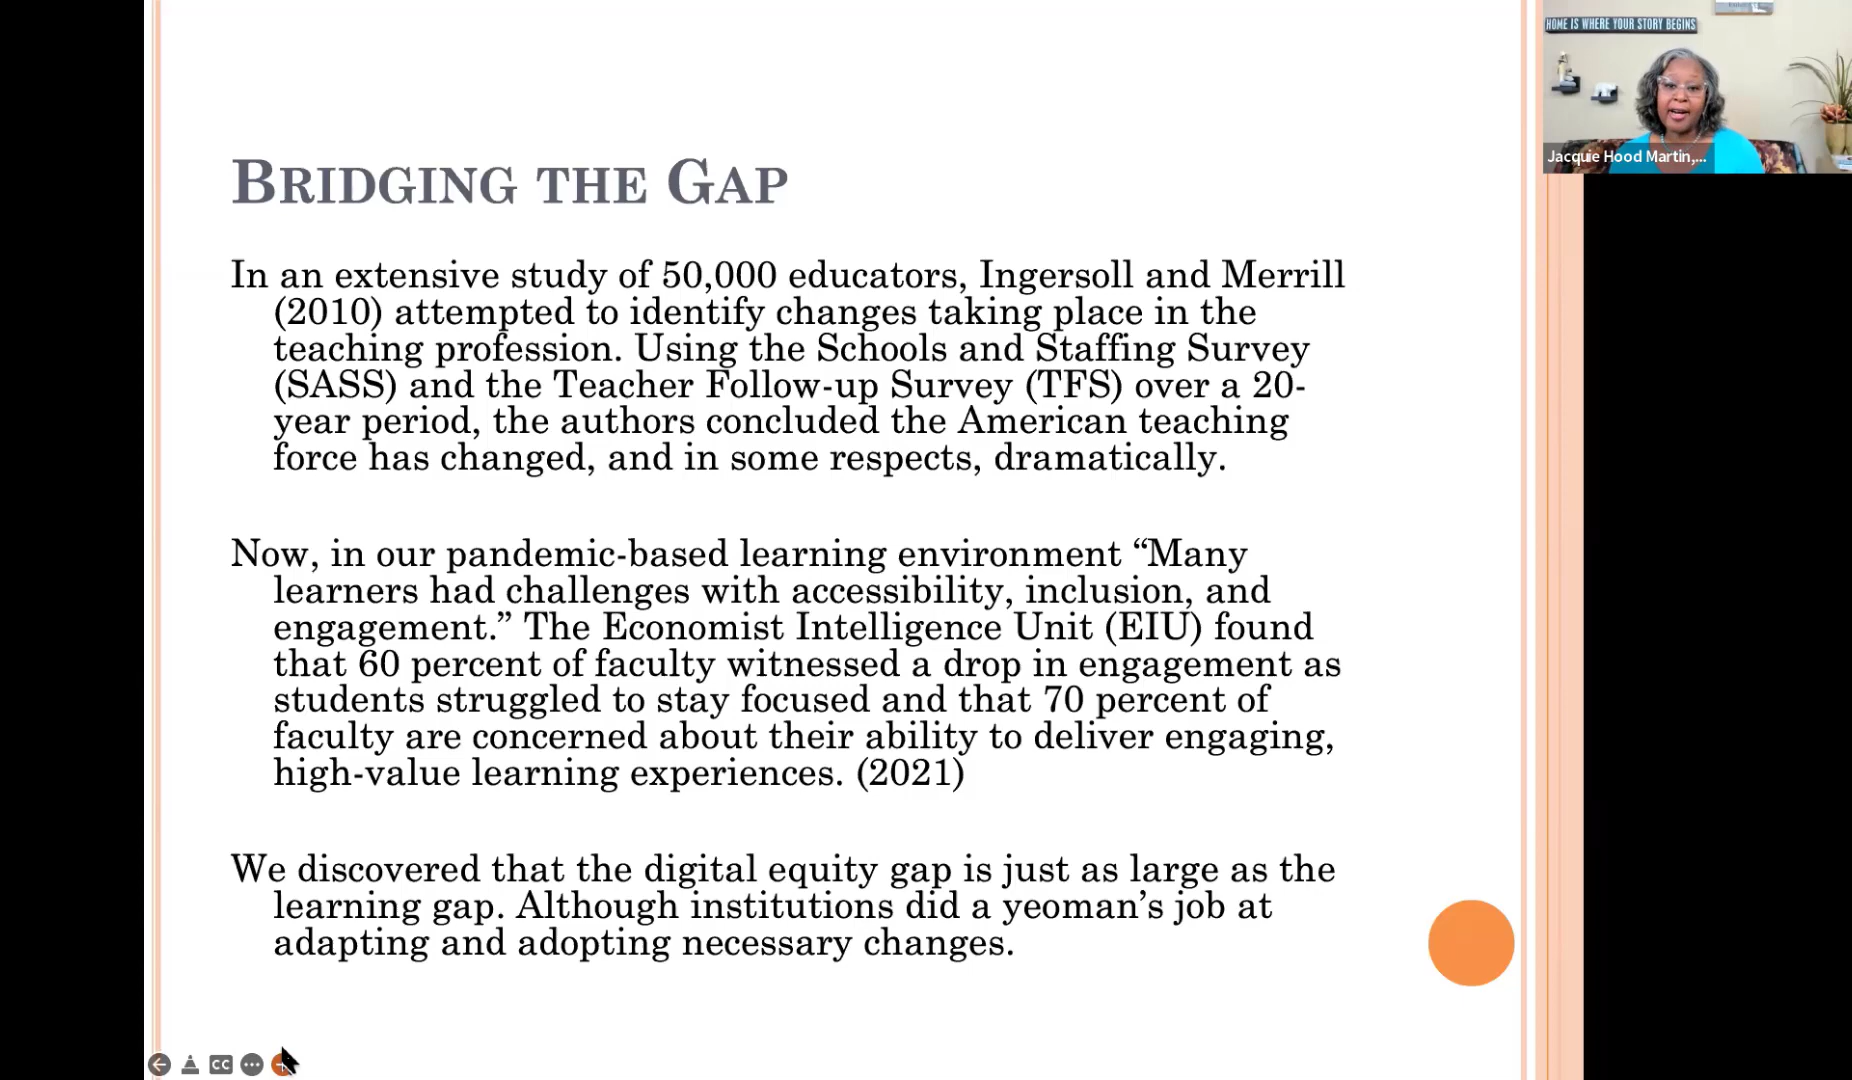 HOME IS WHERE YOUR STORY BEGINS
Jacquie Hood Martin,...
BRIDGING THE GAP
In an extensive study of 50,000 educators, Ingersoll and Merrill
(2010) attempted to identify changes taking place in the
teaching profession. Using the Schools and Staffing Survey
(SASS) and the Teacher Follow-up Survey (TFS) over a 20-
year period, the authors concluded the American teaching
force has changed, and in some respects, dramatically.
Now, in our pandemic-based learning environment “Many
learners had challenges with accessibility, inclusion, and
engagement.” The Economist Intelligence Unit (EIU) found
that 60 percent of faculty witnessed a drop in engagement as
students struggled to stay focused and that 70 percent of
faculty are concerned about their ability to deliver engaging,
high-value learning experiences. (2021)
We discovered that the digital equity gap is just as large as the
learning gap. Although institutions did a yeoman’s job at
adapting and adopting necessary changes.
CC